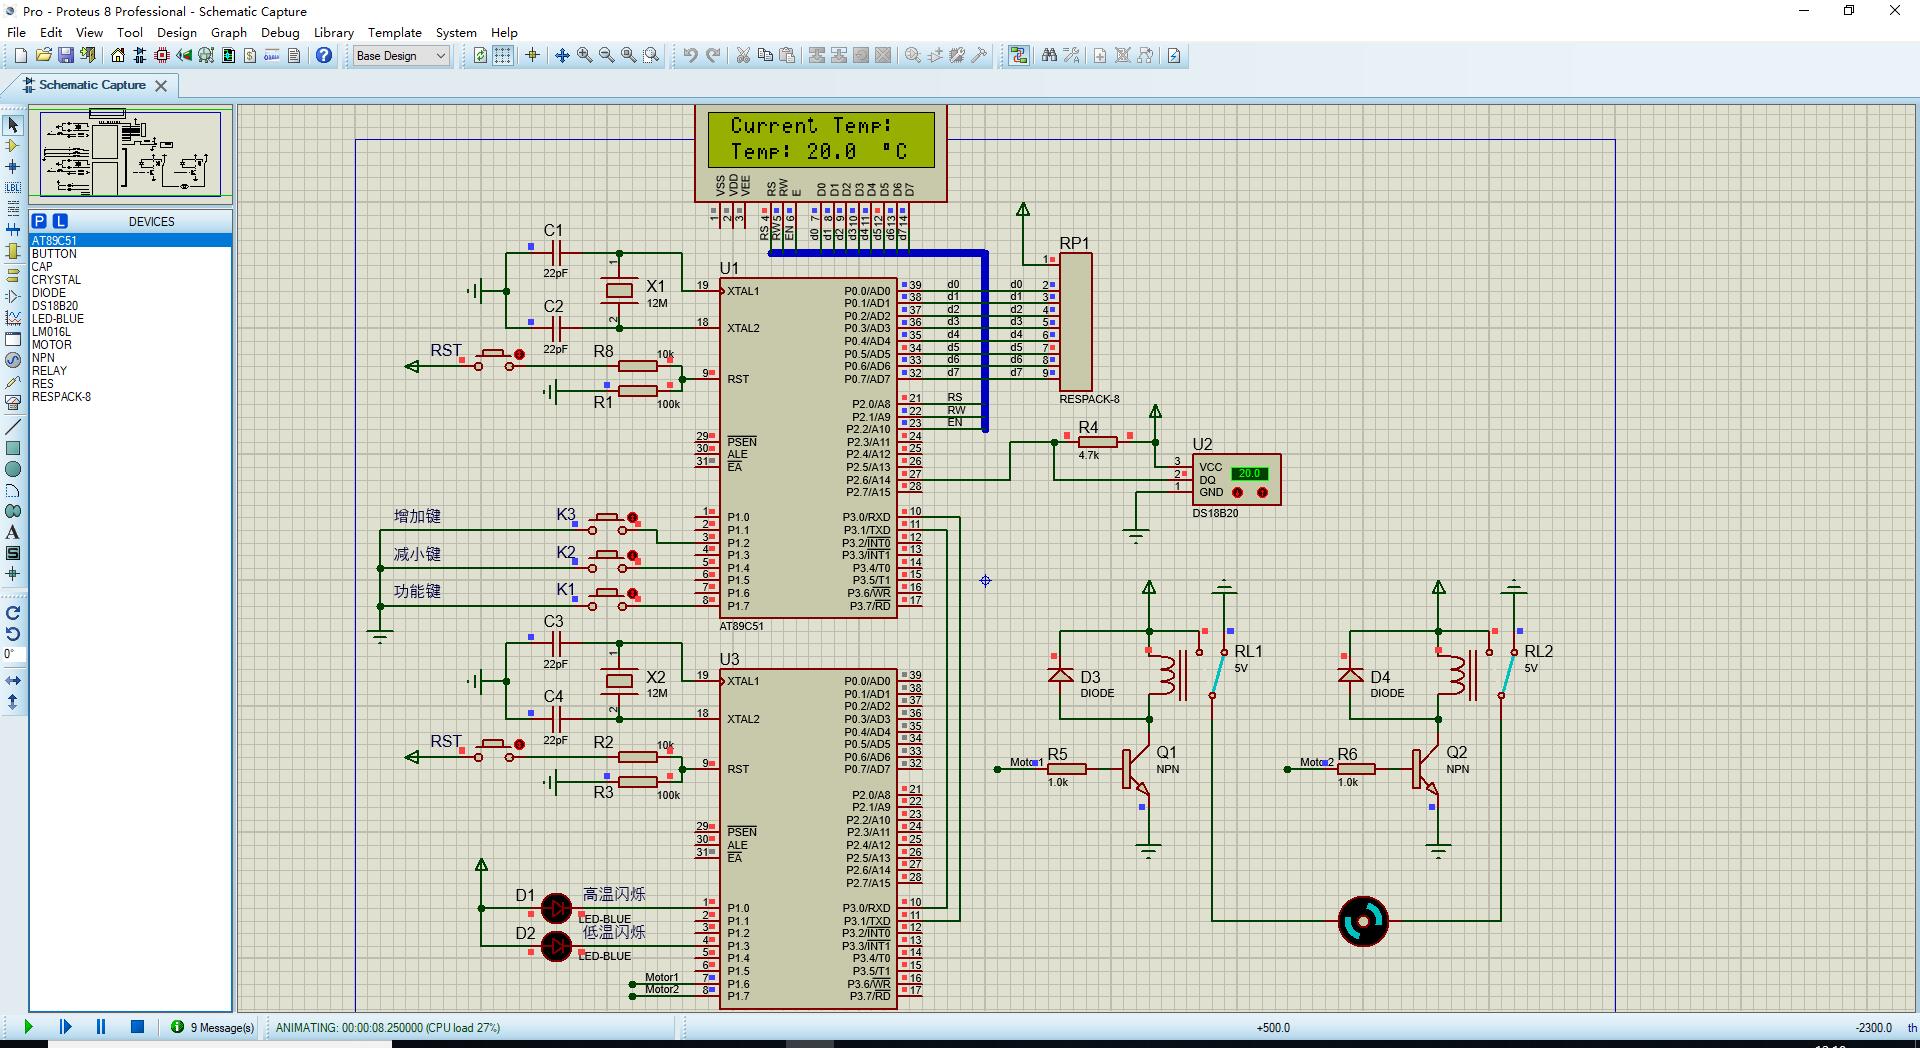 Pro - Proteus 8 Professional - Schematic Capture
File Edit View Tool Design Graph Debug Library Template System Help
Base Design
Schematic Capture
P L DEVICES
AT89C51
BUTTON
CAP
CRYSTAL
DIODE
DS18B20
LED-BLUE
LM016L
MOTOR
NPN
RELAY
RES
RESPACK-8
LBL
A
S
0°
Current Temp:
Temp: 20.0 °C
VSS VDD VEE RS RW E D0 D1 D2 D3 D4 D5 D6 D7
1 2 3 4 5 6 7 8 9 10 11 12 13 14
RS RW EN d0 d1 d2 d3 d4 d5 d6 d7
C1
22pF
C2
22pF
X1
12M
1
2
RST
R8
10k
R1
100k
U1
19 XTAL1
18 XTAL2
9 RST
29 PSEN
30 ALE
31 EA
1 P1.0
2 P1.1
3 P1.2
4 P1.3
5 P1.4
6 P1.5
7 P1.6
8 P1.7
P0.0/AD0 39 d0 d0 2
P0.1/AD1 38 d1 d1 3
P0.2/AD2 37 d2 d2 4
P0.3/AD3 36 d3 d3 5
P0.4/AD4 35 d4 d4 6
P0.5/AD5 34 d5 d5 7
P0.6/AD6 33 d6 d6 8
P0.7/AD7 32 d7 d7 9
P2.0/A8 21 RS
P2.1/A9 22 RW
P2.2/A10 23 EN
P2.3/A11 24
P2.4/A12 25
P2.5/A13 26
P2.6/A14 27
P2.7/A15 28
P3.0/RXD 10
P3.1/TXD 11
P3.2/INT0 12
P3.3/INT1 13
P3.4/T0 14
P3.5/T1 15
P3.6/WR 16
P3.7/RD 17
AT89C51
RP1
1
RESPACK-8
R4
4.7k
U2
3 VCC
2 DQ
1 GND
20.0
DS18B20
增加键 K3
减小键 K2
功能键 K1
C3
22pF
C4
22pF
X2
12M
1
2
RST
R2
10k
R3
100k
U3
19 XTAL1
18 XTAL2
9 RST
29 PSEN
30 ALE
31 EA
1 P1.0
2 P1.1
3 P1.2
4 P1.3
5 P1.4
6 P1.5
7 P1.6
8 P1.7
P0.0/AD0 39
P0.1/AD1 38
P0.2/AD2 37
P0.3/AD3 36
P0.4/AD4 35
P0.5/AD5 34
P0.6/AD6 33
P0.7/AD7 32
P2.0/A8 21
P2.1/A9 22
P2.2/A10 23
P2.3/A11 24
P2.4/A12 25
P2.5/A13 26
P2.6/A14 27
P2.7/A15 28
P3.0/RXD 10
P3.1/TXD 11
P3.2/INT0 12
P3.3/INT1 13
P3.4/T0 14
P3.5/T1 15
P3.6/WR 16
P3.7/RD 17
D1 高温闪烁
LED-BLUE
D2 低温闪烁
LED-BLUE
Motor1
Motor2
D3
DIODE
RL1
5V
Motor1
R5
1.0k
Q1
NPN
D4
DIODE
RL2
5V
Motor2
R6
1.0k
Q2
NPN
9 Message(s)
ANIMATING: 00:00:08.250000 (CPU load 27%)
+500.0
-2300.0 th